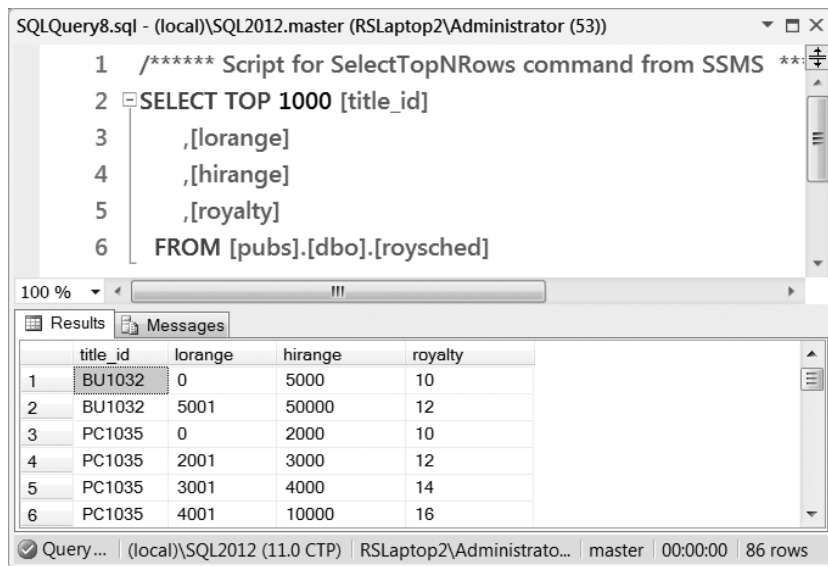 SQLQuery8.sql - (local)\SQL2012.master (RSLaptop2\Administrator (53))
1 /****** Script for SelectTopNRows command from SSMS **
2 SELECT TOP 1000 [title_id]
3 ,[lorange]
4 ,[hirange]
5 ,[royalty]
6 FROM [pubs].[dbo].[roysched]
100 %
Results Messages
title_id lorange hirange royalty
1 BU1032 0 5000 10
2 BU1032 5001 50000 12
3 PC1035 0 2000 10
4 PC1035 2001 3000 12
5 PC1035 3001 4000 14
6 PC1035 4001 10000 16
Query... (local)\SQL2012 (11.0 CTP) RSLaptop2\Administrato... master 00:00:00 86 rows